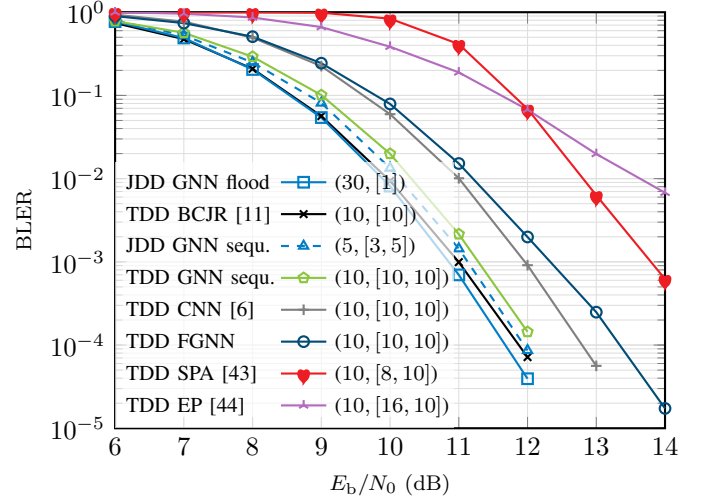 10^0
10^−1
10^−2
10^−3
10^−4
10^−5
BLER
JDD GNN flood (30, [1])
TDD BCJR [11] (10, [10])
JDD GNN sequ. (5, [3, 5])
TDD GNN sequ. (10, [10, 10])
TDD CNN [6] (10, [10, 10])
TDD FGNN (10, [10, 10])
TDD SPA [43] (10, [8, 10])
TDD EP [44] (10, [16, 10])
6 7 8 9 10 11 12 13 14
E_b/N_0 (dB)